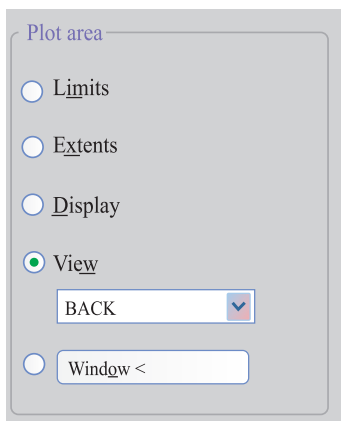 Plot area
Limits
Extents
Display
View
BACK
Window <